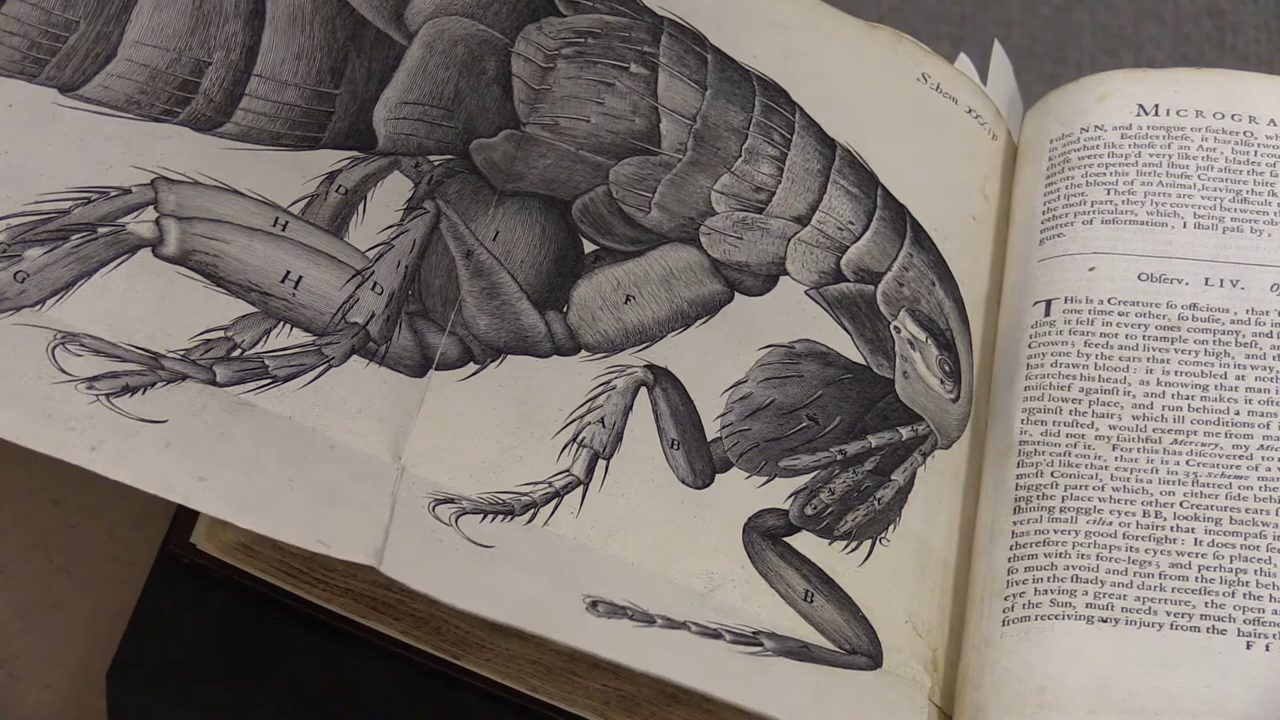 Schem. XXXIV
D
H
I
H
D
E
F
G
A
B
B
MICROGRA
tube NN, and a tongue or sucker O, wh
in and out. Beſides theſe, it has alſo two
ſomewhat like thoſe of an Ant, but I cou
theſe were ſhap'd very like the blades of
and were opened and ſhut juſt after the ſa
ments does this little buſie Creature bite
out the blood of an Animal, leaving the ſk
red ſpot. Theſe parts are very difficult
the moſt part, they lye covered between
other particulars, which, being more ob
matter of information, I ſhall paſs by,
gure.
Obſerv. LIV. O
THis is a Creature ſo officious, that
one time or other, ſo buſie, and ſo in
ding it ſelf in every ones company, and
that it fears not to trample on the beſt, an
Crown; feeds and lives very high, and th
any one by the ears that comes in its way,
has drawn blood: it is troubled at noth
ſcratches his head, as knowing that man
miſchief againſt it, and that makes it oft
and lower place, and run behind a mans
againſt the hair; which ill conditions of
then truſted, would exempt me from ma
it, did not my faithful Mercury, my Mic
mation of it. For this has diſcovered to
light caſt on it, that it is a Creature of a v
ſhap'd like that expreſt in 35. ſcheme
moſt Conical, but is a little flatted on the
biggeſt part of which, on either ſide behin
ing the place where other Creatures ears
ſhining goggle eyes BB, looking backwa
veral ſmall cilia or hairs that incompaſs i
has no very good foreſight: It does not ſe
therefore perhaps its eyes were ſo placed,
them with its fore-legs; and perhaps this
ſo much avoid and run from the light beh
live in the ſhady and dark receſſes of the h
eye having a great aperture, the open a
of the Sun, muſt needs very much offen
from receiving any injury from the hairs t
F f